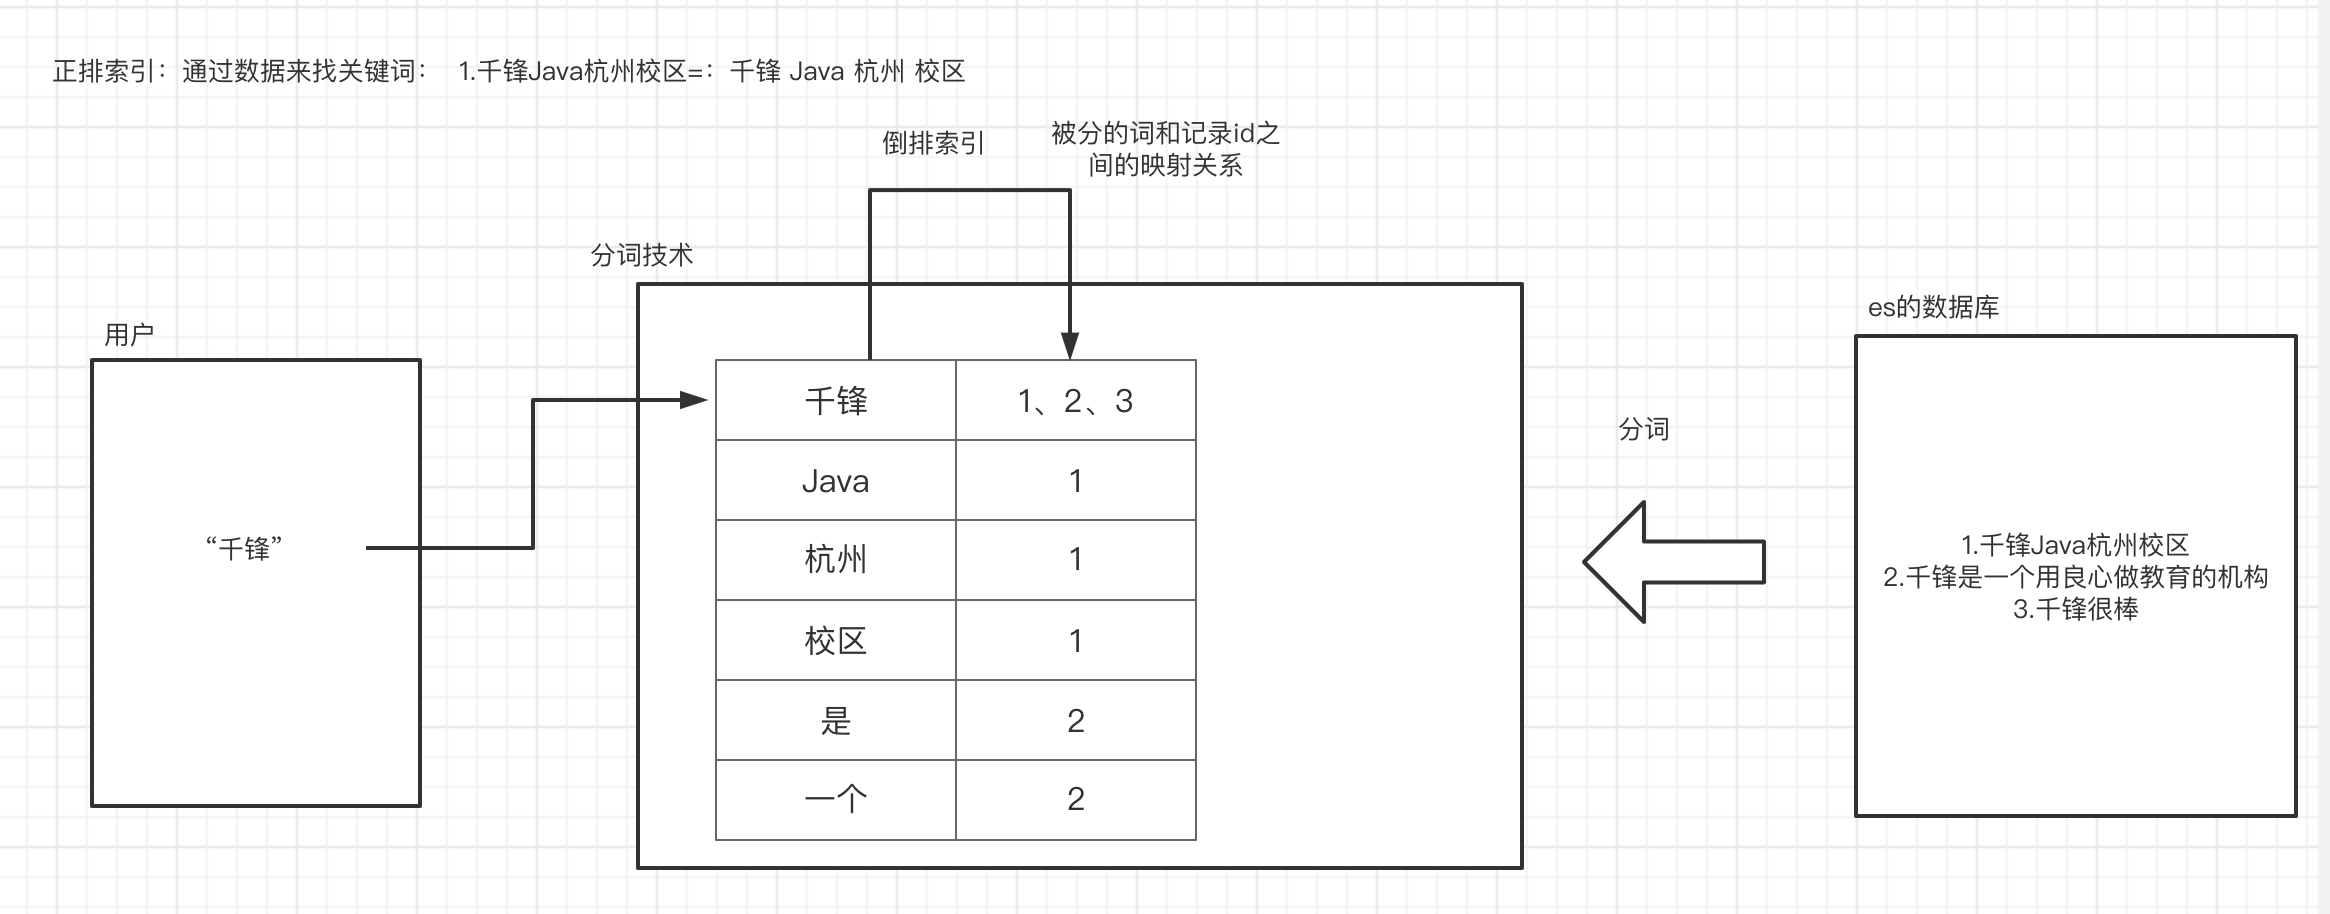 正排索引：通过数据来找关键词： 1.千锋Java杭州校区=：千锋 Java 杭州 校区
倒排索引
被分的词和记录id之
间的映射关系
分词技术
用户
“千锋”
千锋 1、2、3
Java 1
杭州 1
校区 1
是 2
一个 2
分词
es的数据库
1.千锋Java杭州校区
2.千锋是一个用良心做教育的机构
3.千锋很棒